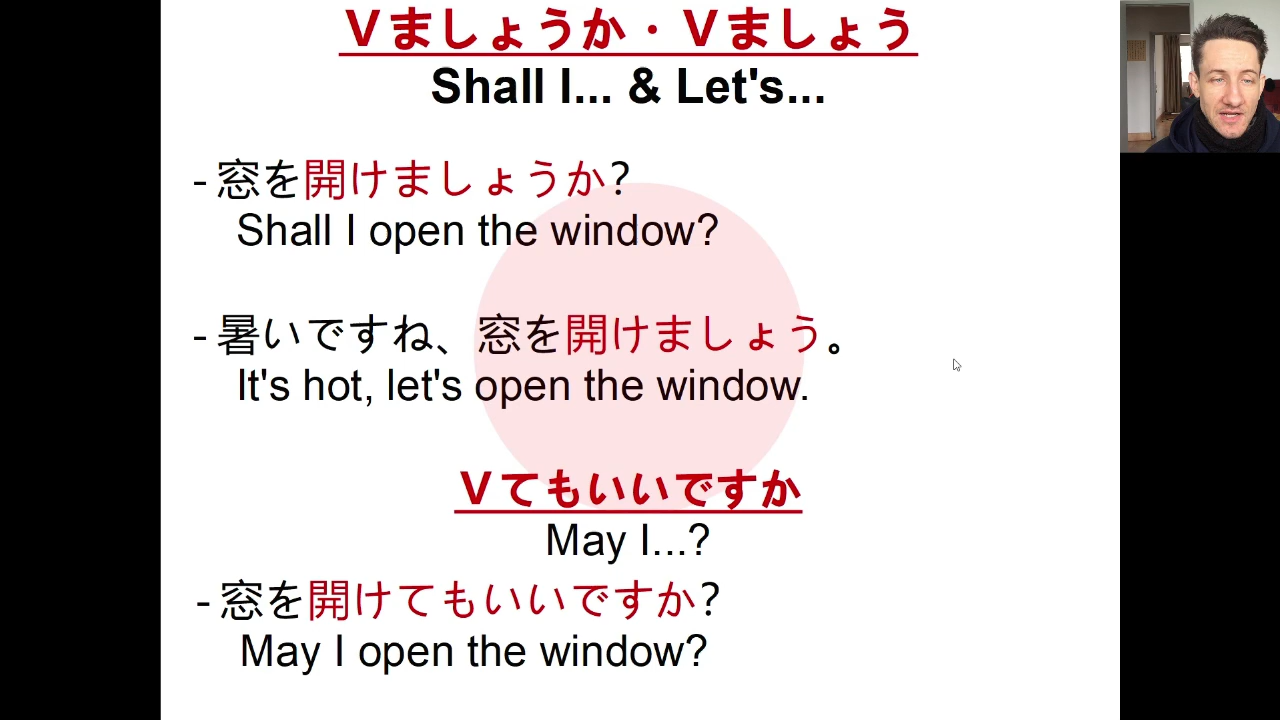 Vましょうか・Vましょう
Shall I... & Let's...
- 窓を開けましょうか?
Shall I open the window?
- 暑いですね、窓を開けましょう。
It's hot, let's open the window.
Vてもいいですか
May I...?
- 窓を開けてもいいですか?
May I open the window?